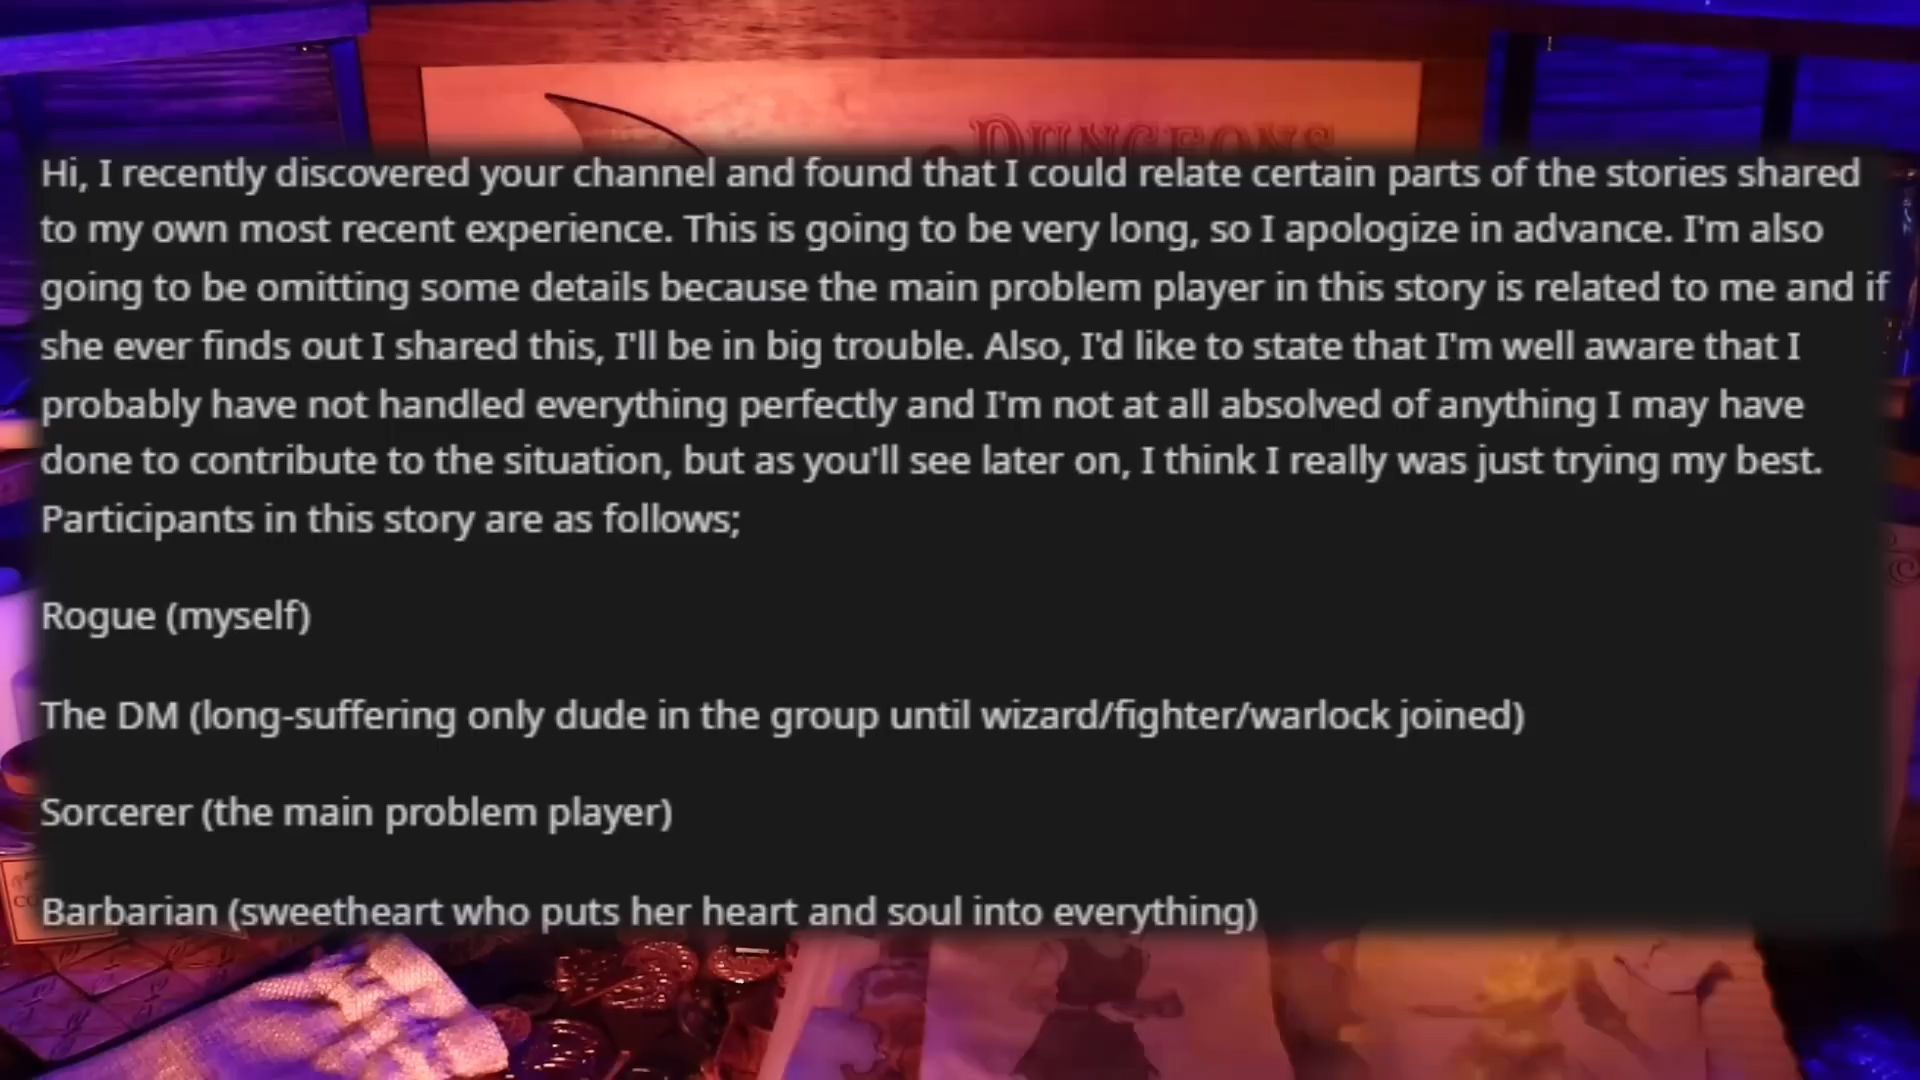 DUNGEONS
Hi, I recently discovered your channel and found that I could relate certain parts of the stories shared
to my own most recent experience. This is going to be very long, so I apologize in advance. I'm also
going to be omitting some details because the main problem player in this story is related to me and if
she ever finds out I shared this, I'll be in big trouble. Also, I'd like to state that I'm well aware that I
probably have not handled everything perfectly and I'm not at all absolved of anything I may have
done to contribute to the situation, but as you'll see later on, I think I really was just trying my best.
Participants in this story are as follows;
Rogue (myself)
The DM (long-suffering only dude in the group until wizard/fighter/warlock joined)
Sorcerer (the main problem player)
Barbarian (sweetheart who puts her heart and soul into everything)